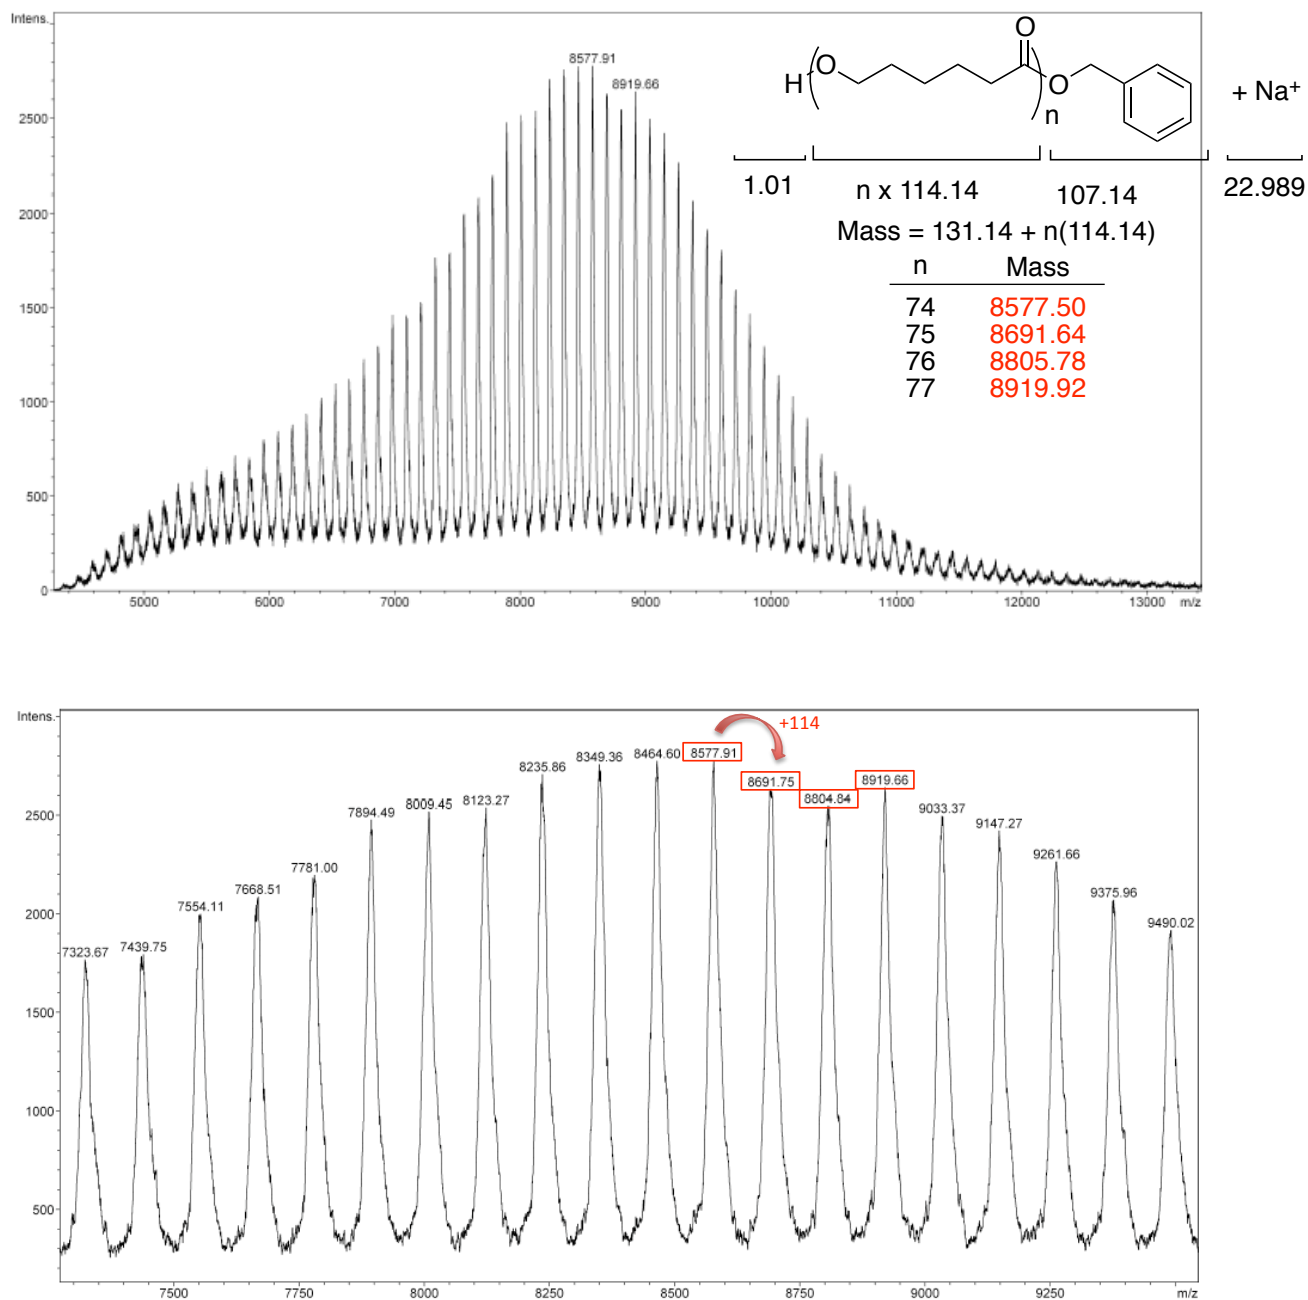 Intens.
8577.91
8919.66
2500
2000
1500
1000
500
0
5000 6000 7000 8000 9000 10000 11000 12000 13000 m/z
O
H O O n + Na+
1.01 n x 114.14 107.14 22.989
Mass = 131.14 + n(114.14)
n Mass
74 8577.50
75 8691.64
76 8805.78
77 8919.92
Intens.
+114
7323.67 7439.75 7554.11 7668.51 7781.00 7894.49 8009.45 8123.27 8235.86 8349.36 8464.60 8577.91 8691.75 8804.84 8919.66 9033.37 9147.27 9261.66 9375.96 9490.02
2500
2000
1500
1000
500
7500 7750 8000 8250 8500 8750 9000 9250 m/z